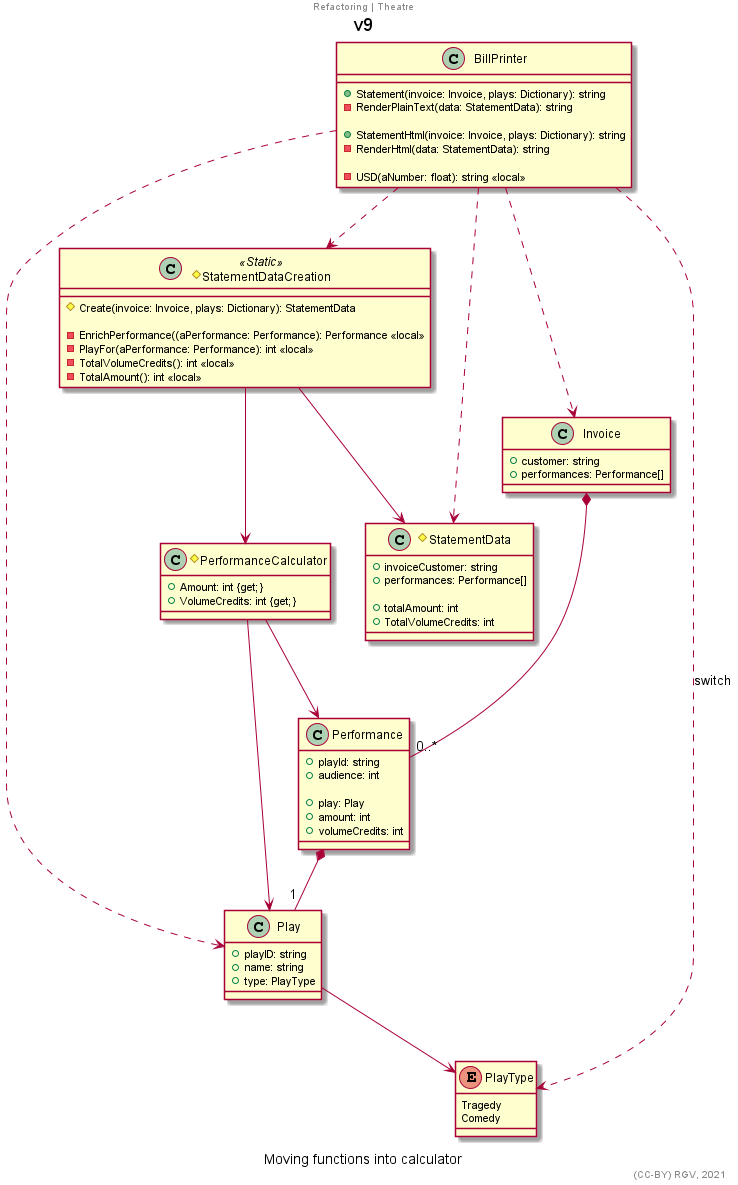 Refactoring | Theatre
v9
C BillPrinter
Statement(invoice: Invoice, plays: Dictionary): string
RenderPlainText(data: StatementData): string
StatementHtml(invoice: Invoice, plays: Dictionary): string
RenderHtml(data: StatementData): string
USD(aNumber: float): string «local»
«Static»
C StatementDataCreation
Create(invoice: Invoice, plays: Dictionary): StatementData
EnrichPerformance((aPerformance: Performance): Performance «local»
PlayFor(aPerformance: Performance): int «local»
TotalVolumeCredits(): int «local»
TotalAmount(): int «local»
C Invoice
customer: string
performances: Performance[]
C StatementData
invoiceCustomer: string
performances: Performance[]
totalAmount: int
TotalVolumeCredits: int
C PerformanceCalculator
Amount: int {get;}
VolumeCredits: int {get;}
switch
C Performance
playId: string
audience: int
play: Play
amount: int
volumeCredits: int
0..*
1
C Play
playID: string
name: string
type: PlayType
E PlayType
Tragedy
Comedy
Moving functions into calculator
(CC-BY) RGV, 2021